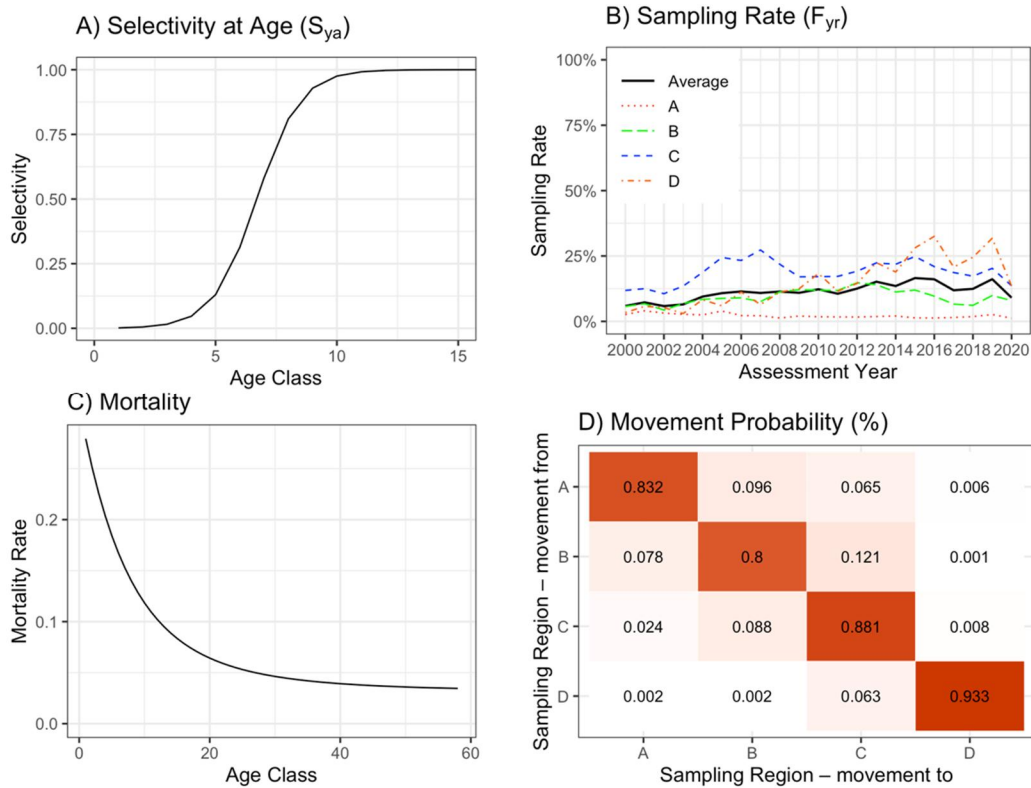 A) Selectivity at Age (Sya)
1.00
0.75
0.50
0.25
0.00
Selectivity
0 5 10 15
Age Class
B) Sampling Rate (Fyr)
100%
75%
50%
25%
0%
Sampling Rate
Average
A
B
C
D
2000 2002 2004 2006 2008 2010 2012 2014 2016 2018 2020
Assessment Year
C) Mortality
0.2
0.1
0.0
Mortality Rate
0 20 40 60
Age Class
D) Movement Probability (%)
Sampling Region – movement from
A 0.832 0.096 0.065 0.006
B 0.078 0.8 0.121 0.001
C 0.024 0.088 0.881 0.008
D 0.002 0.002 0.063 0.933
A B C D
Sampling Region – movement to